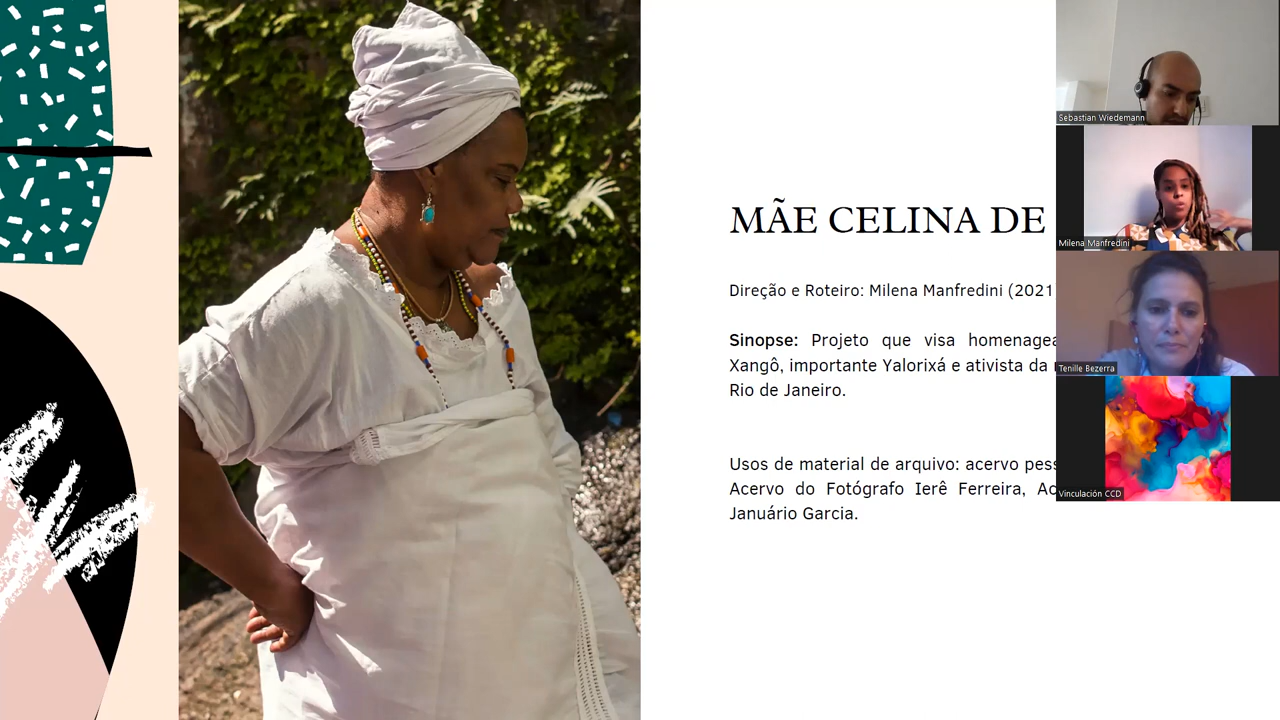 MÃE CELINA DE
Direção e Roteiro: Milena Manfredini (2021
Sinopse: Projeto que visa homenagea
Xangô, importante Yalorixá e ativista da
Rio de Janeiro.
Usos de material de arquivo: acervo pess
Acervo do Fotógrafo Ierê Ferreira, Ac
Januário Garcia.
Sebastian Wiedemann
Milena Manfredini
Tenille Bezerra
Vinculación CCD